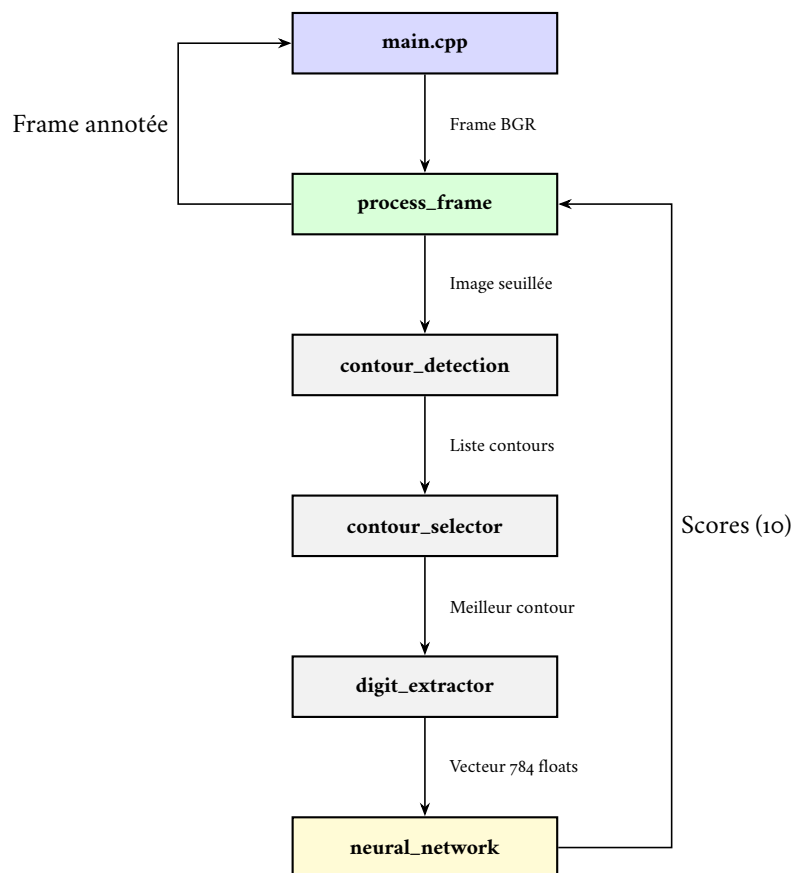 main.cpp
Frame annotée
Frame BGR
process_frame
Image seuillée
contour_detection
Liste contours
contour_selector
Scores (10)
Meilleur contour
digit_extractor
Vecteur 784 floats
neural_network